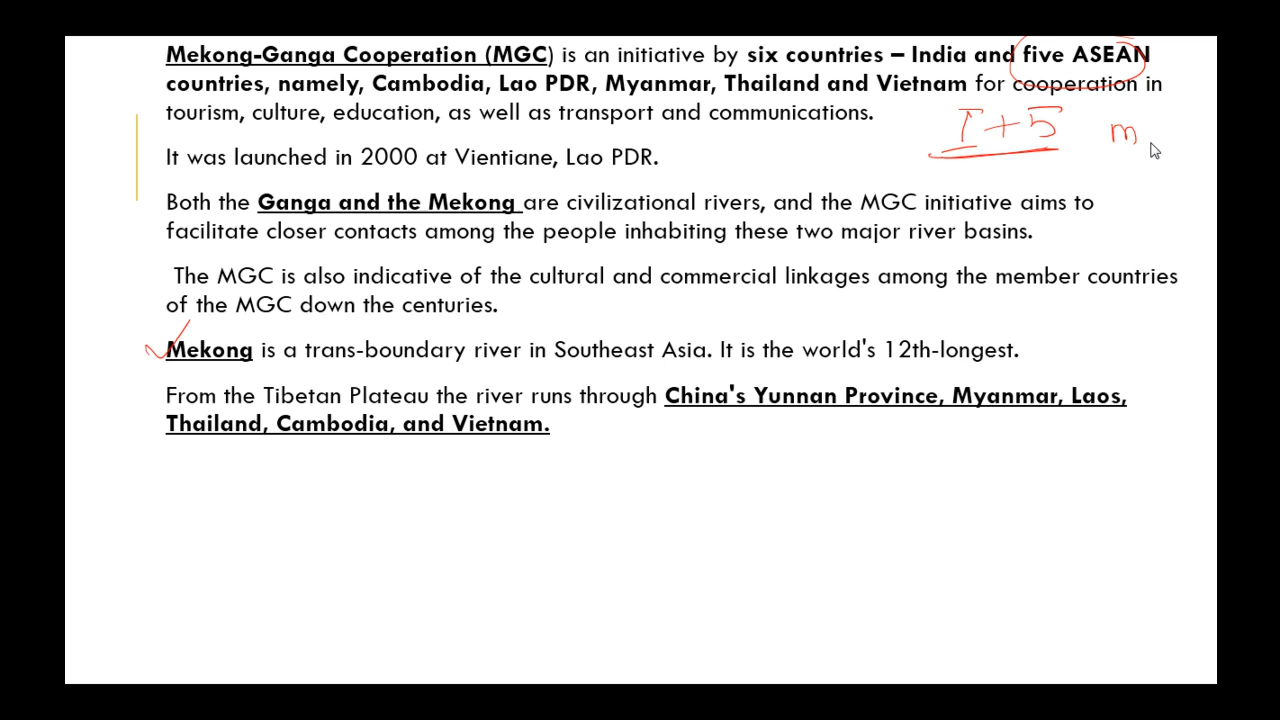 Mekong-Ganga Cooperation (MGC) is an initiative by six countries – India and five ASEAN
countries, namely, Cambodia, Lao PDR, Myanmar, Thailand and Vietnam for cooperation in
tourism, culture, education, as well as transport and communications.
I + 5 m
It was launched in 2000 at Vientiane, Lao PDR.
Both the Ganga and the Mekong are civilizational rivers, and the MGC initiative aims to
facilitate closer contacts among the people inhabiting these two major river basins.
The MGC is also indicative of the cultural and commercial linkages among the member countries
of the MGC down the centuries.
Mekong is a trans-boundary river in Southeast Asia. It is the world's 12th-longest.
From the Tibetan Plateau the river runs through China's Yunnan Province, Myanmar, Laos,
Thailand, Cambodia, and Vietnam.